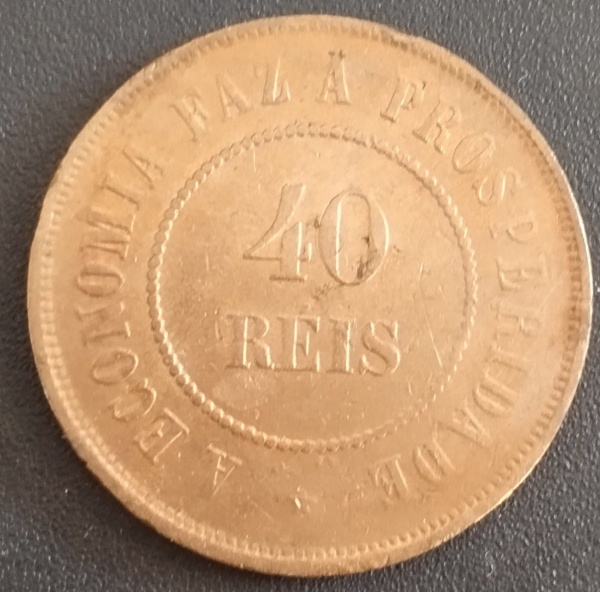 A ECONOMIA FAZ A PROSPERIDADE
40
RÉIS